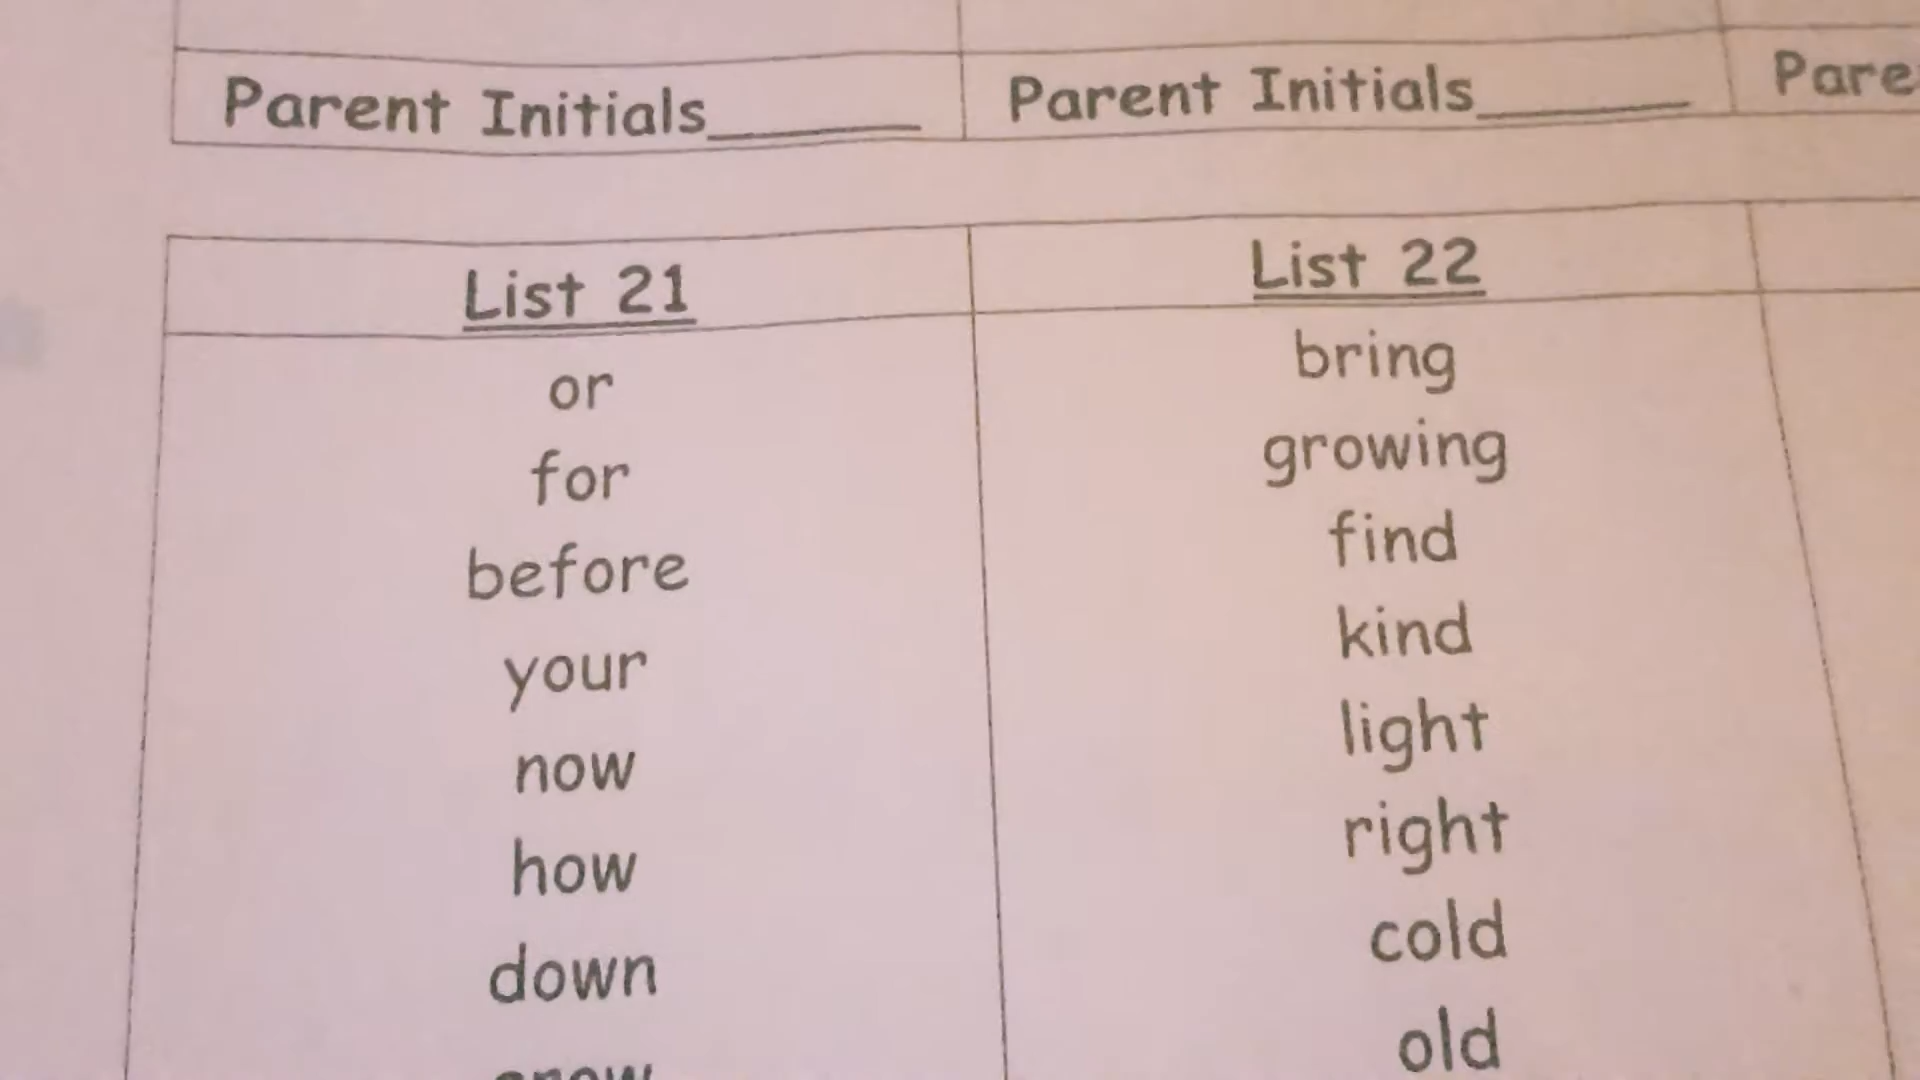 Parent Initials______
Parent Initials______
List 21
or
for
before
your
now
how
down
List 22
bring
growing
find
kind
light
right
cold
old